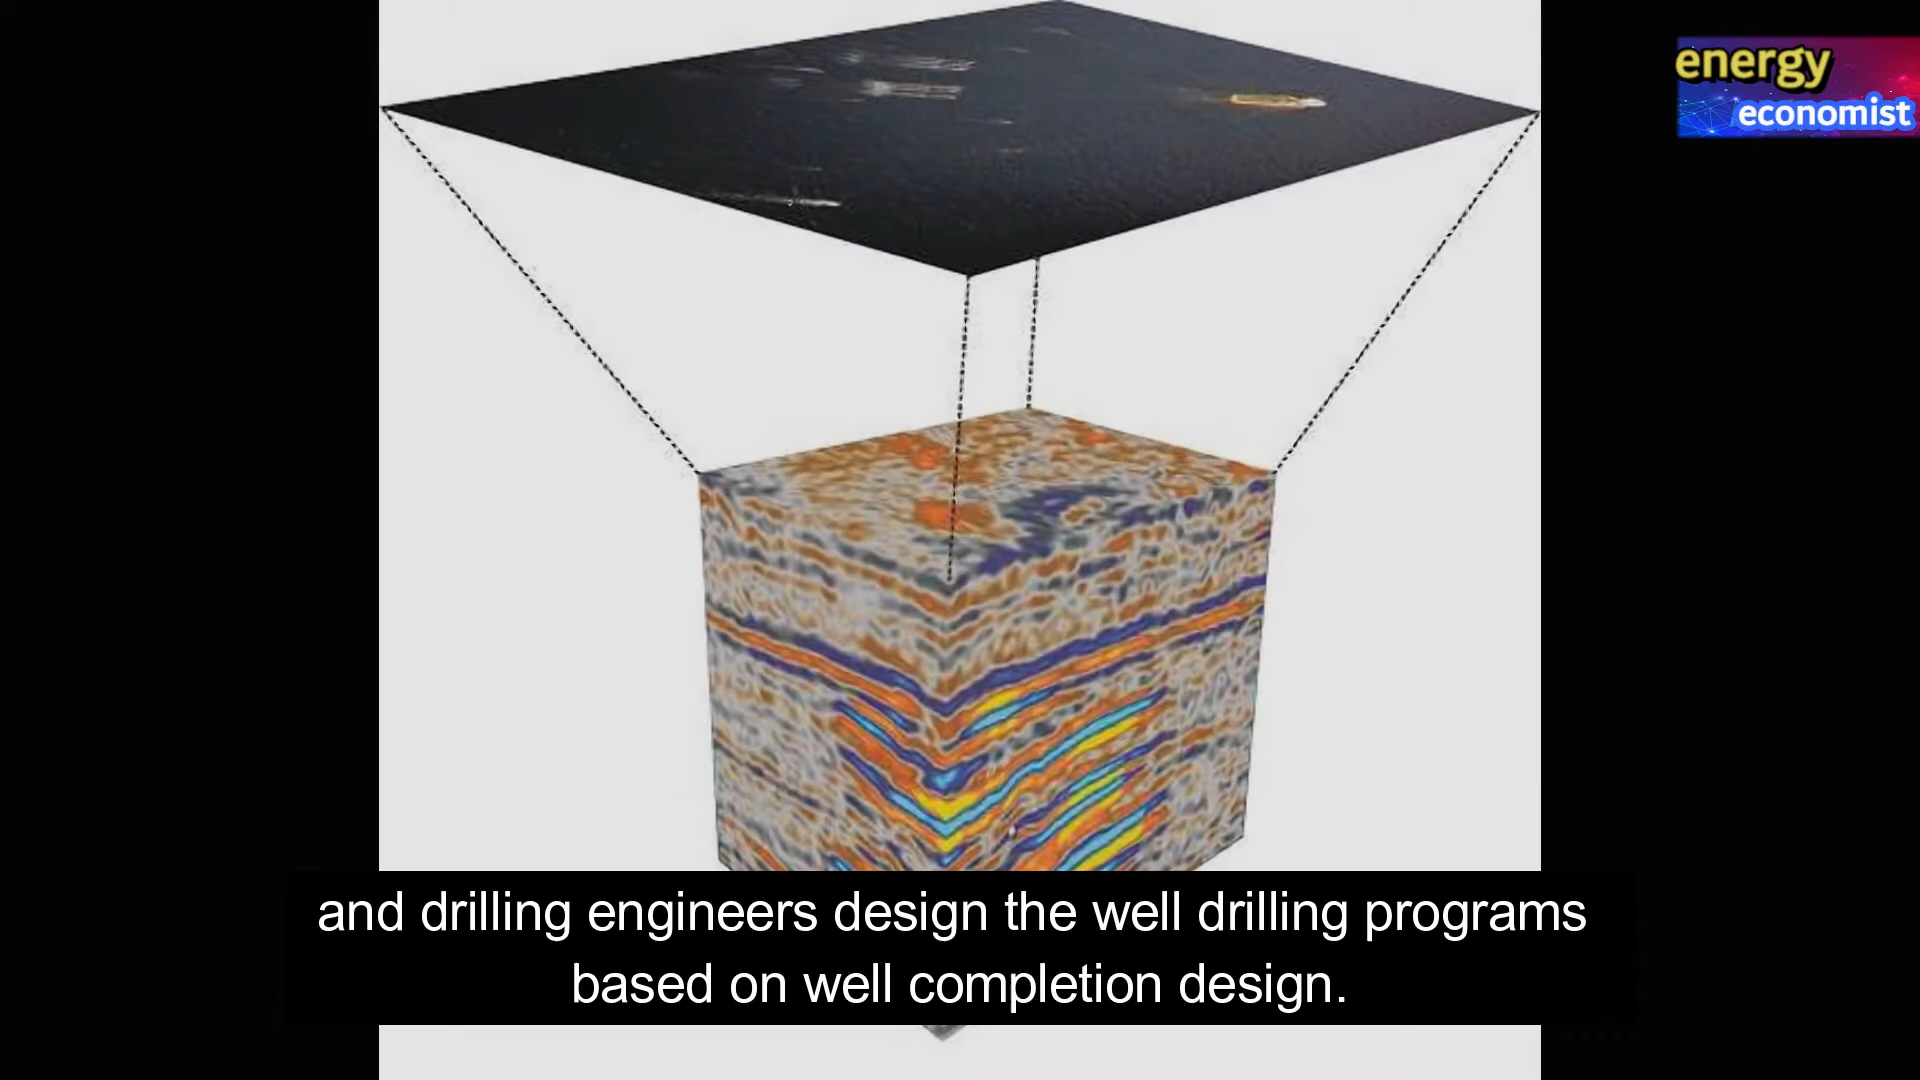 energy
economist
and drilling engineers design the well drilling programs
based on well completion design.